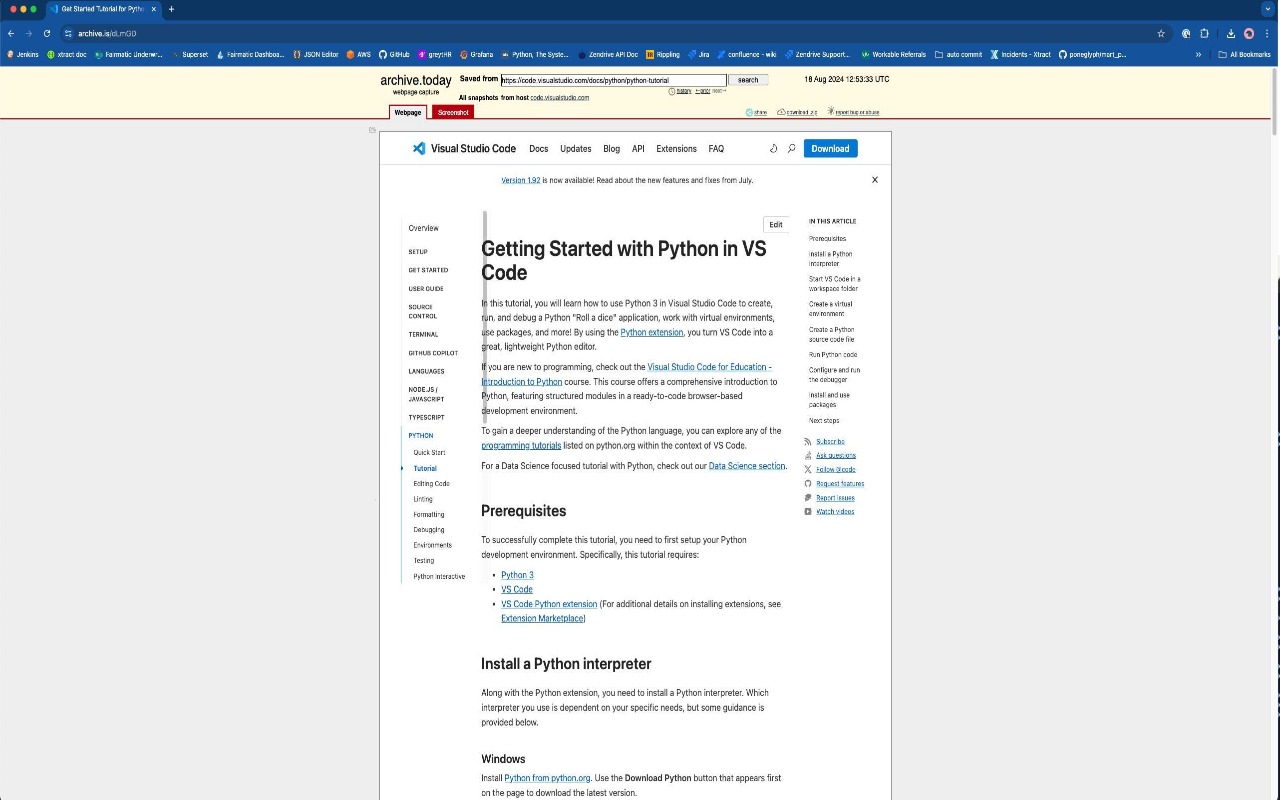 Get Started Tutorial for Pytho
archive.is/dLmGD
Jenkins
xtract doc
Fairmatic Underwr...
Superset
Fairmatic Dashboa...
JSON Editor
AWS
GitHub
greytHR
Grafana
Python, The Syste...
Zendrive API Doc
Rippling
Jira
confluence - wiki
Zendrive Support...
Workable Referrals
auto commit
Incidents - Xtract
poneglyph/mart_p...
All Bookmarks
archive.today
webpage capture
Saved from https://code.visualstudio.com/docs/python/python-tutorial search
history ←prior next→
18 Aug 2024 12:53:33 UTC
All snapshots from host code.visualstudio.com
Webpage Screenshot
share download .zip report bug or abuse
0%
Visual Studio Code Docs Updates Blog API Extensions FAQ Download
Version 1.92 is now available! Read about the new features and fixes from July.
Overview
SETUP
GET STARTED
USER GUIDE
SOURCE
CONTROL
TERMINAL
GITHUB COPILOT
LANGUAGES
NODE.JS /
JAVASCRIPT
TYPESCRIPT
PYTHON
Quick Start
Tutorial
Editing Code
Linting
Formatting
Debugging
Environments
Testing
Python Interactive
Edit
Getting Started with Python in VS
Code
In this tutorial, you will learn how to use Python 3 in Visual Studio Code to create,
run, and debug a Python "Roll a dice" application, work with virtual environments,
use packages, and more! By using the Python extension, you turn VS Code into a
great, lightweight Python editor.
If you are new to programming, check out the Visual Studio Code for Education -
Introduction to Python course. This course offers a comprehensive introduction to
Python, featuring structured modules in a ready-to-code browser-based
development environment.
To gain a deeper understanding of the Python language, you can explore any of the
programming tutorials listed on python.org within the context of VS Code.
For a Data Science focused tutorial with Python, check out our Data Science section.
Prerequisites
To successfully complete this tutorial, you need to first setup your Python
development environment. Specifically, this tutorial requires:
• Python 3
• VS Code
• VS Code Python extension (For additional details on installing extensions, see
Extension Marketplace)
Install a Python interpreter
Along with the Python extension, you need to install a Python interpreter. Which
interpreter you use is dependent on your specific needs, but some guidance is
provided below.
Windows
Install Python from python.org. Use the Download Python button that appears first
on the page to download the latest version.
IN THIS ARTICLE
Prerequisites
Install a Python
interpreter
Start VS Code in a
workspace folder
Create a virtual
environment
Create a Python
source code file
Run Python code
Configure and run
the debugger
Install and use
packages
Next steps
Subscribe
Ask questions
Follow @code
Request features
Report issues
Watch videos